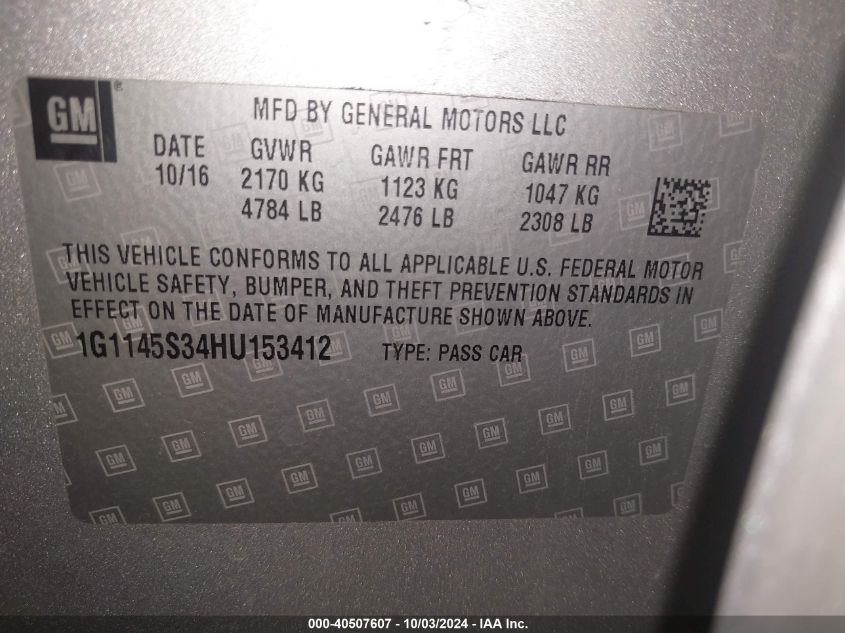 GM®
MFD BY GENERAL MOTORS LLC
DATE GVWR GAWR FRT GAWR RR
10/16 2170 KG 1123 KG 1047 KG
4784 LB 2476 LB 2308 LB
THIS VEHICLE CONFORMS TO ALL APPLICABLE U.S. FEDERAL MOTOR
VEHICLE SAFETY, BUMPER, AND THEFT PREVENTION STANDARDS IN
EFFECT ON THE DATE OF MANUFACTURE SHOWN ABOVE.
1G1145S34HU153412 TYPE: PASS CAR
000-40507607 - 10/03/2024 - IAA Inc.